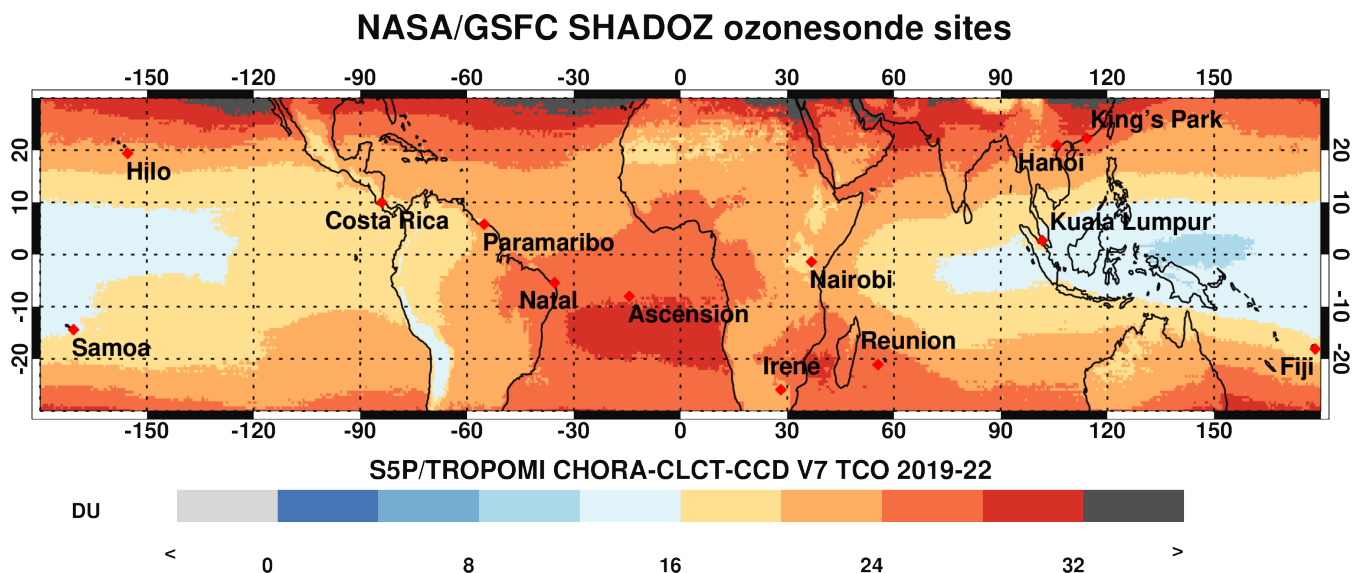 NASA/GSFC SHADOZ ozonesonde sites
-150 -120 -90 -60 -30 0 30 60 90 120 150
King's Park
20 20
Hanoi
Hilo
10 10
Costa Rica
Kuala Lumpur
Paramaribo
0 0
Nairobi
Natal
-10 -10
Ascension
Samoa
Reunion
-20 -20
Irene
Fiji
-150 -120 -90 -60 -30 0 30 60 90 120 150
S5P/TROPOMI CHORA-CLCT-CCD V7 TCO 2019-22
DU
< >
0 8 16 24 32